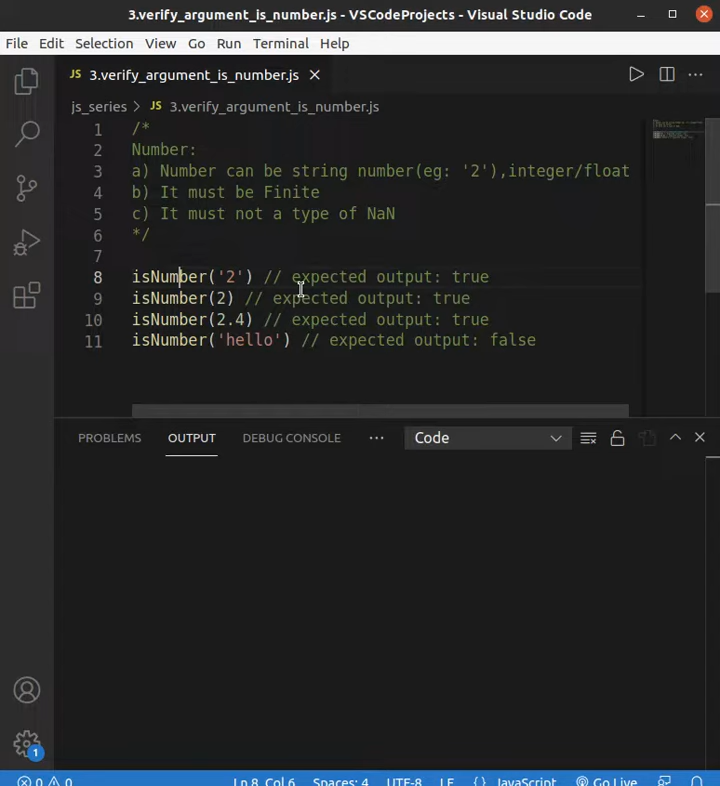 3.verify_argument_is_number.js - VSCodeProjects - Visual Studio Code
File Edit Selection View Go Run Terminal Help
JS 3.verify_argument_is_number.js
js_series > JS 3.verify_argument_is_number.js
1 /*
2 Number:
3 a) Number can be string number(eg: '2'),integer/float
4 b) It must be Finite
5 c) It must not a type of NaN
6 */
7
8 isNumber('2') // expected output: true
9 isNumber(2) // expected output: true
10 isNumber(2.4) // expected output: true
11 isNumber('hello') // expected output: false
PROBLEMS OUTPUT DEBUG CONSOLE ··· Code
1
0 0 Ln 8, Col 6 Spaces: 4 UTF-8 LF {} JavaScript Go Live